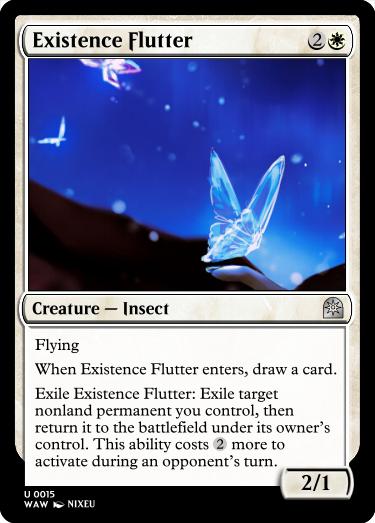 Existence Flutter 2
Creature — Insect
Flying
When Existence Flutter enters, draw a card.
Exile Existence Flutter: Exile target
nonland permanent you control, then
return it to the battlefield under its owner's
control. This ability costs 2 more to
activate during an opponent's turn.
2/1
U 0015
WAW NIXEU